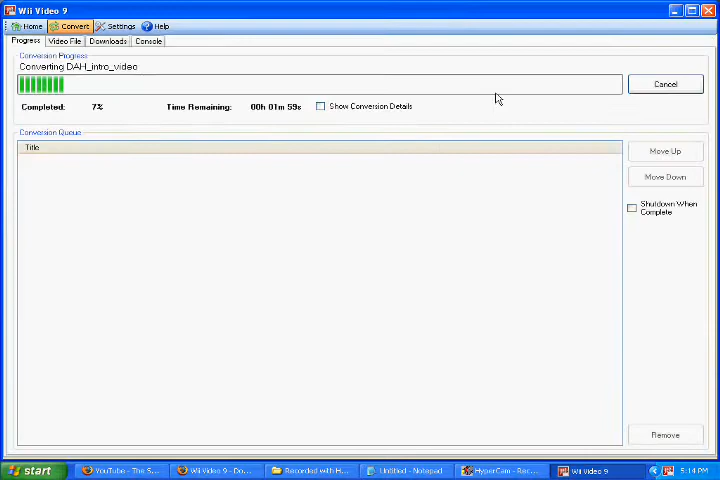 Wii Video 9
Home Convert Settings Help
Progress Video File Downloads Console
Conversion Progress
Converting DAH_intro_video
Cancel
Completed: 7% Time Remaining: 00h 01m 59s Show Conversion Details
Conversion Queue
Title
Move Up
Move Down
Shutdown When
Complete
Remove
start YouTube - The S... Wii Video 9 - Do... Recorded with H... Untitled - Notepad HyperCam - Rec... Wii Video 9 5:14 PM